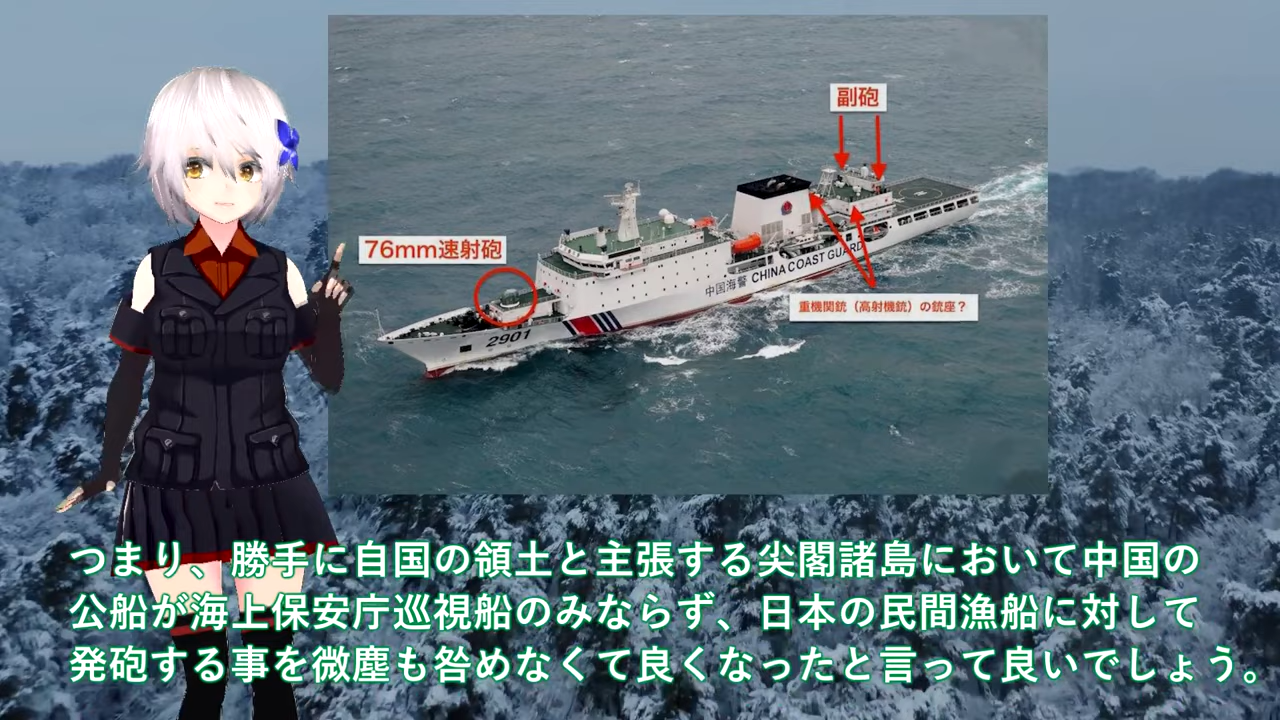 副砲
76mm速射砲
中国海警 CHINA COAST GUARD
重機関銃（高射機銃）の銃座？
2901
つまり、勝手に自国の領土と主張する尖閣諸島において中国の
公船が海上保安庁巡視船のみならず、日本の民間漁船に対して
発砲する事を微塵も咎めなくて良くなったと言って良いでしょう。